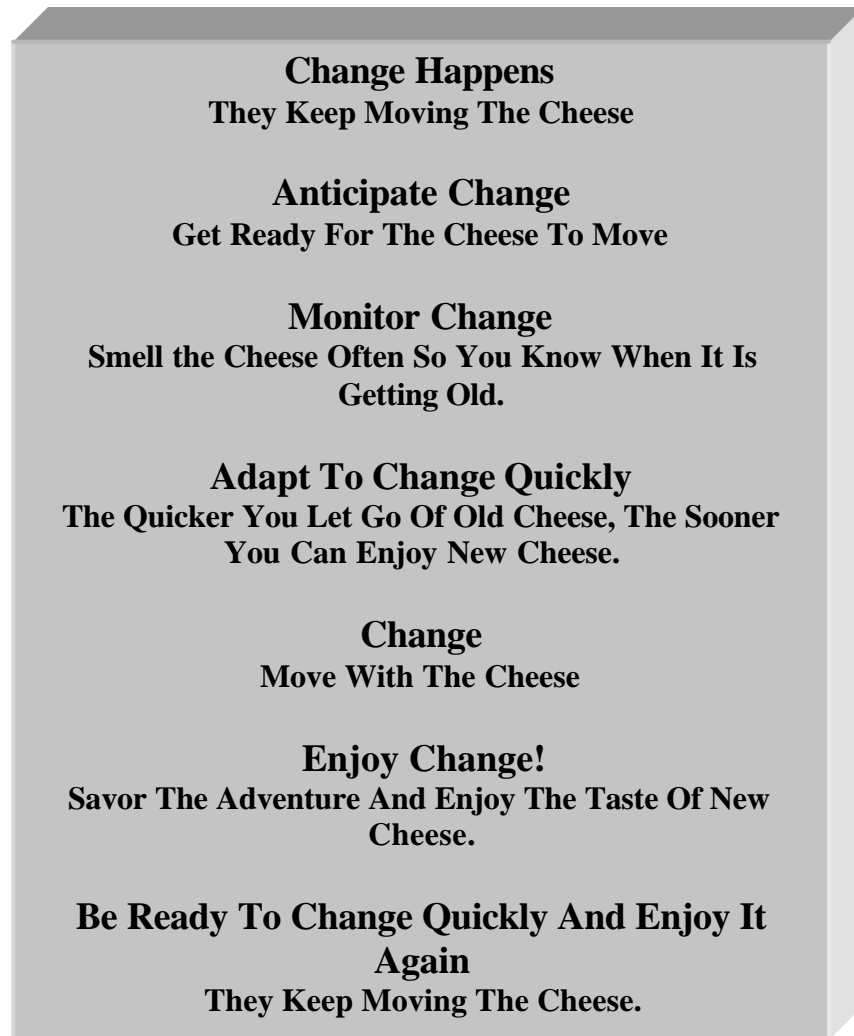 Change Happens
They Keep Moving The Cheese
Anticipate Change
Get Ready For The Cheese To Move
Monitor Change
Smell the Cheese Often So You Know When It Is
Getting Old.
Adapt To Change Quickly
The Quicker You Let Go Of Old Cheese, The Sooner
You Can Enjoy New Cheese.
Change
Move With The Cheese
Enjoy Change!
Savor The Adventure And Enjoy The Taste Of New
Cheese.
Be Ready To Change Quickly And Enjoy It
Again
They Keep Moving The Cheese.